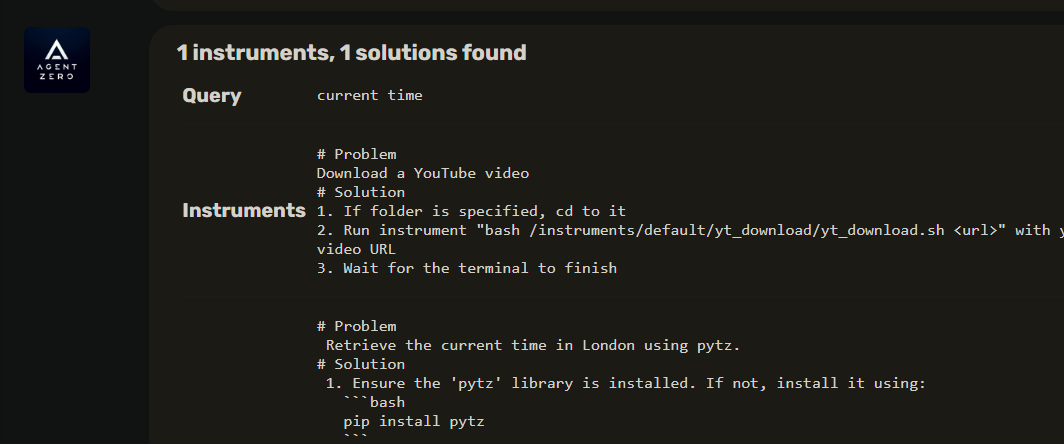 AGENT
ZERO
1 instruments, 1 solutions found
Query
current time
Instruments
# Problem
Download a YouTube video
# Solution
1. If folder is specified, cd to it
2. Run instrument "bash /instruments/default/yt_download/yt_download.sh <url>" with
video URL
3. Wait for the terminal to finish
# Problem
Retrieve the current time in London using pytz.
# Solution
1. Ensure the 'pytz' library is installed. If not, install it using:
```bash
pip install pytz
```